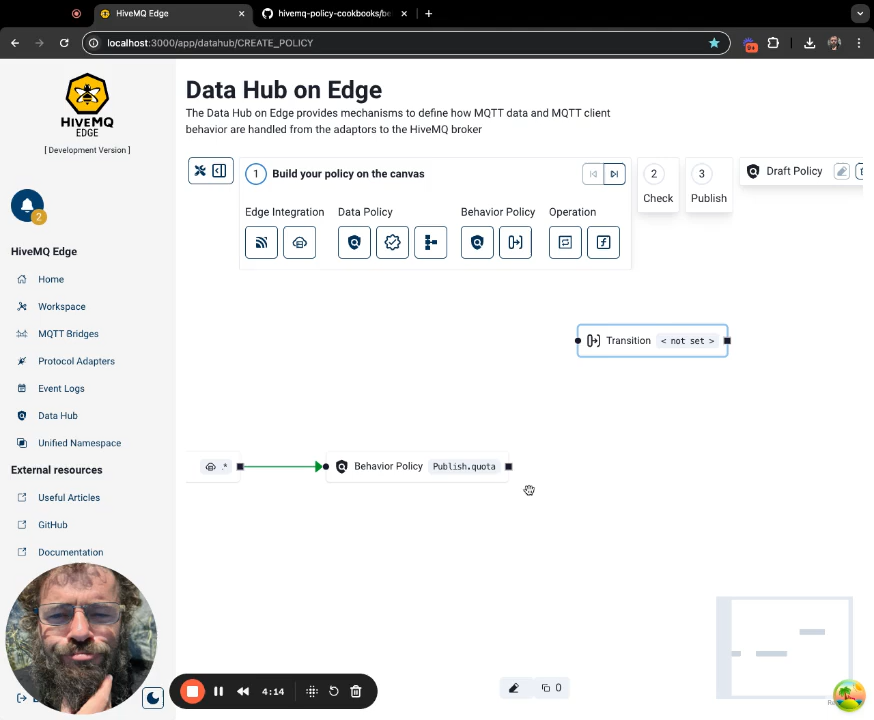 HiveMQ Edge
hivemq-policy-cookbooks/be
localhost:3000/app/datahub/CREATE_POLICY
9+
HIVEMQ
EDGE
[ Development Version ]
2
HiveMQ Edge
Home
Workspace
MQTT Bridges
Protocol Adapters
Event Logs
Data Hub
Unified Namespace
External resources
Useful Articles
GitHub
Documentation
Data Hub on Edge
The Data Hub on Edge provides mechanisms to define how MQTT data and MQTT client
behavior are handled from the adaptors to the HiveMQ broker
1 Build your policy on the canvas
Edge Integration Data Policy Behavior Policy Operation
2
Check
3
Publish
Draft Policy
Transition < not set >
.*
Behavior Policy Publish.quota
4:14
0